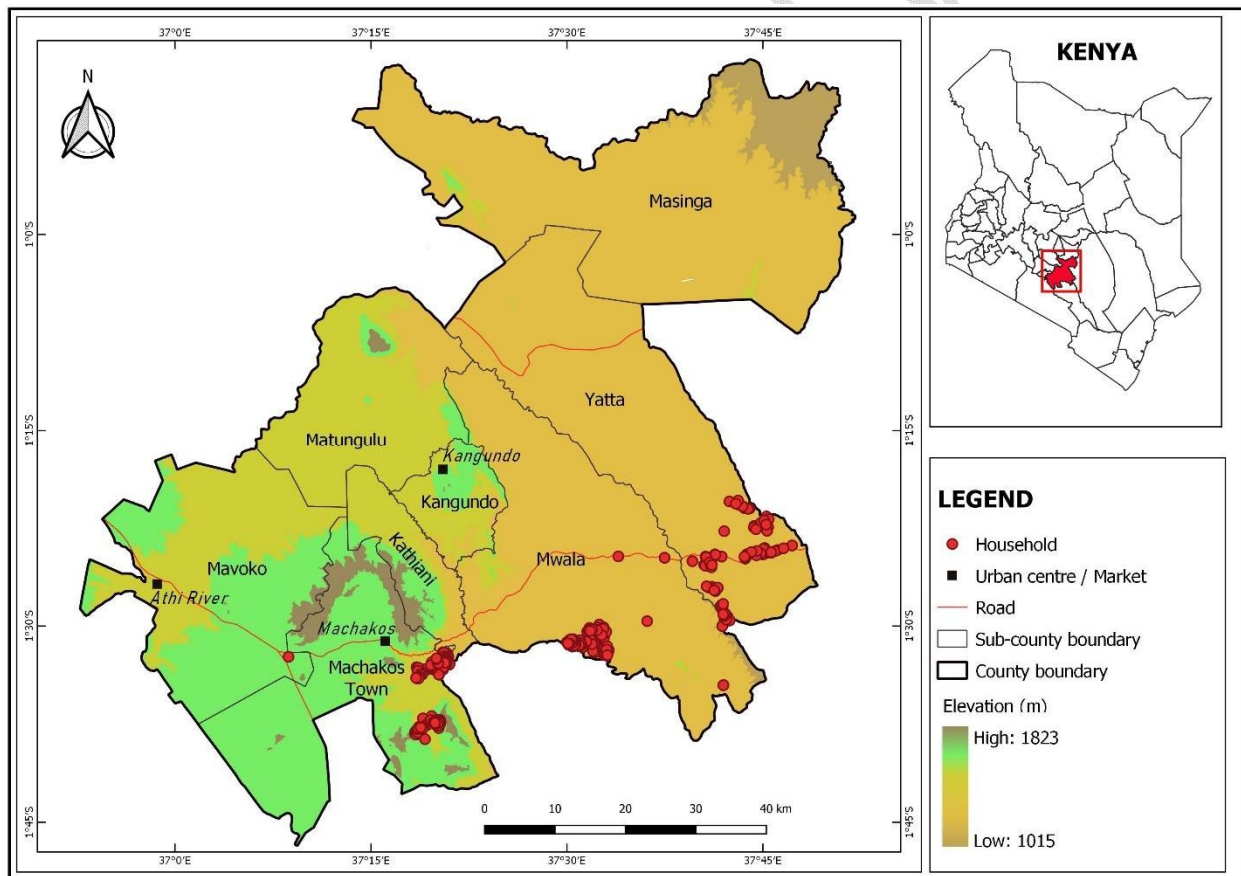 37°0'E
37°15'E
37°30'E
37°45'E
N
1°0'S
1°15'S
1°30'S
1°45'S
Masinga
Yatta
Matungulu
Kangundo
Kangundo
Kathiani
Mwala
Mavoko
Athi River
Machakos
Machakos
Town
0 10 20 30 40 km
1°0'S
1°15'S
1°30'S
1°45'S
37°0'E
37°15'E
37°30'E
37°45'E
KENYA
LEGEND
Household
Urban centre / Market
Road
Sub-county boundary
County boundary
Elevation (m)
High: 1823
Low: 1015